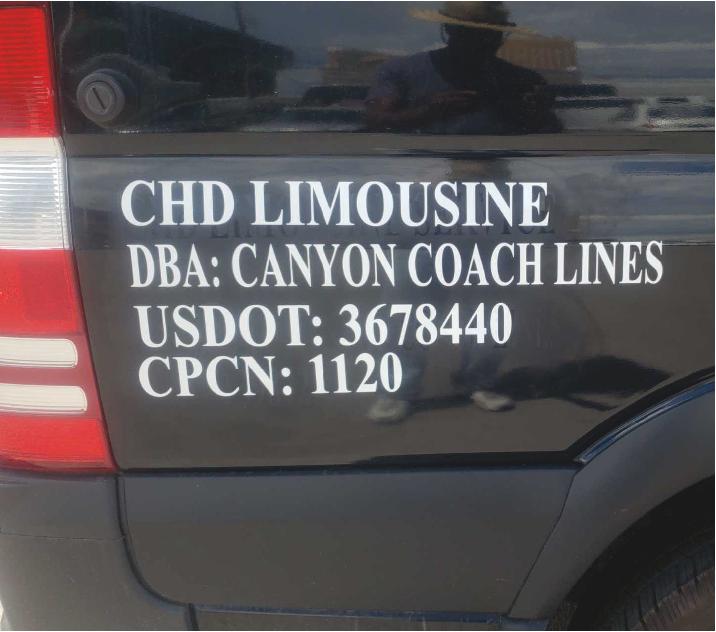 CHD LIMOUSINE
DBA: CANYON COACH LINES
USDOT: 3678440
CPCN: 1120